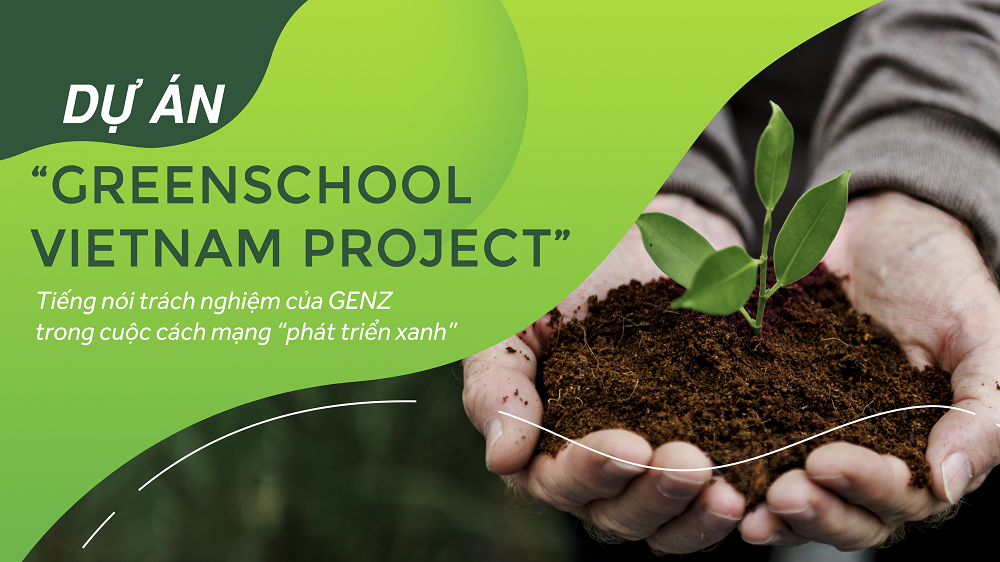 DỰ ÁN
“GREENSCHOOL
VIETNAM PROJECT”
Tiếng nói trách nghiệm của GENZ
trong cuộc cách mạng “phát triển xanh”